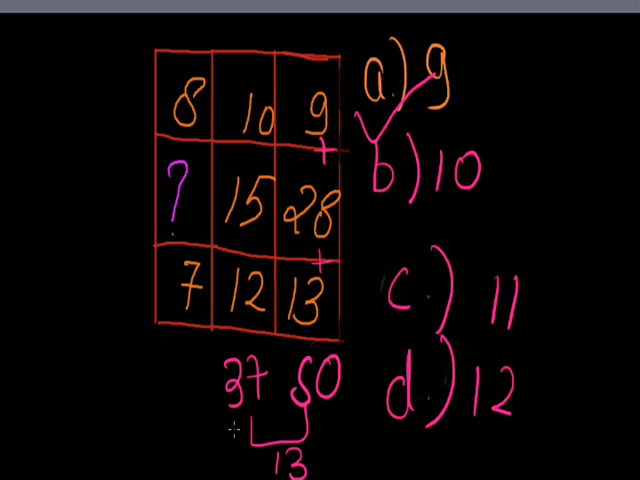 8 10 9
+
? 15 28
+
7 12 13
37 50
13
a.) 9
b.) 10
c.) 11
d.) 12